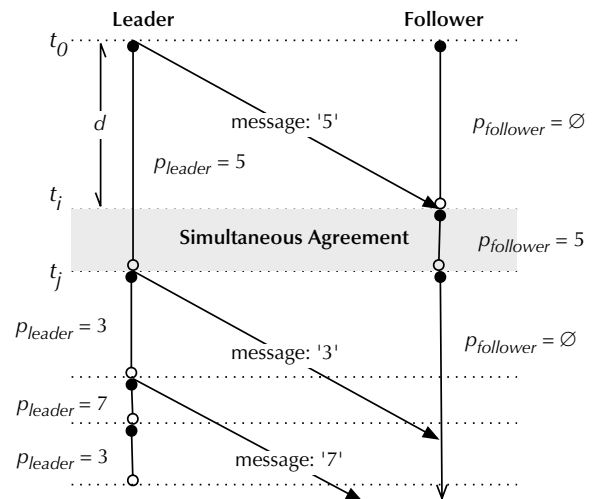 Leader Follower
t0
message: '5'
d
pfollower = ∅
pleader = 5
ti
Simultaneous Agreement
pfollower = 5
tj
pleader = 3
message: '3'
pfollower = ∅
pleader = 7
pleader = 3
message: '7'